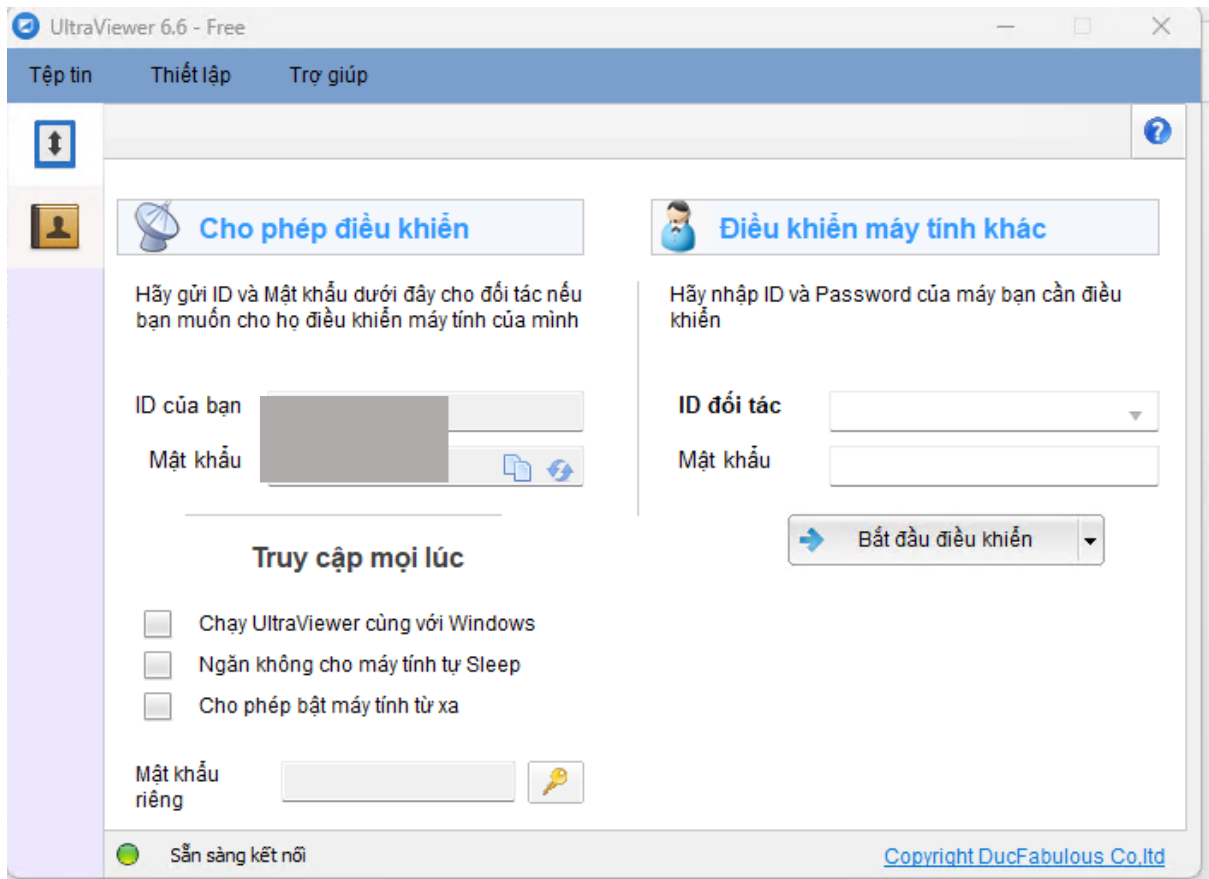 UltraViewer 6.6 - Free
Tệp tin Thiết lập Trợ giúp
Cho phép điều khiển
Hãy gửi ID và Mật khẩu dưới đây cho đối tác nếu
bạn muốn cho họ điều khiển máy tính của mình
ID của bạn
Mật khẩu
Truy cập mọi lúc
Chạy UltraViewer cùng với Windows
Ngăn không cho máy tính tự Sleep
Cho phép bật máy tính từ xa
Mật khẩu
riêng
Điều khiển máy tính khác
Hãy nhập ID và Password của máy bạn cần điều
khiển
ID đối tác
Mật khẩu
Bắt đầu điều khiển
Sẵn sàng kết nối
Copyright DucFabulous Co,ltd